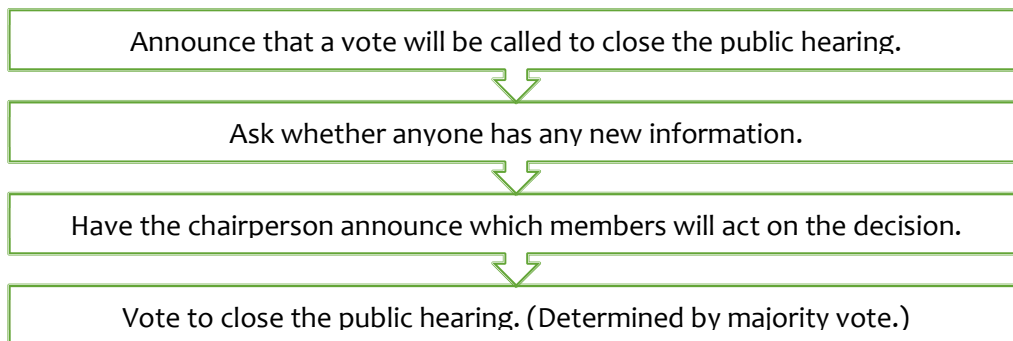 Announce that a vote will be called to close the public hearing.
Ask whether anyone has any new information.
Have the chairperson announce which members will act on the decision.
Vote to close the public hearing. (Determined by majority vote.)